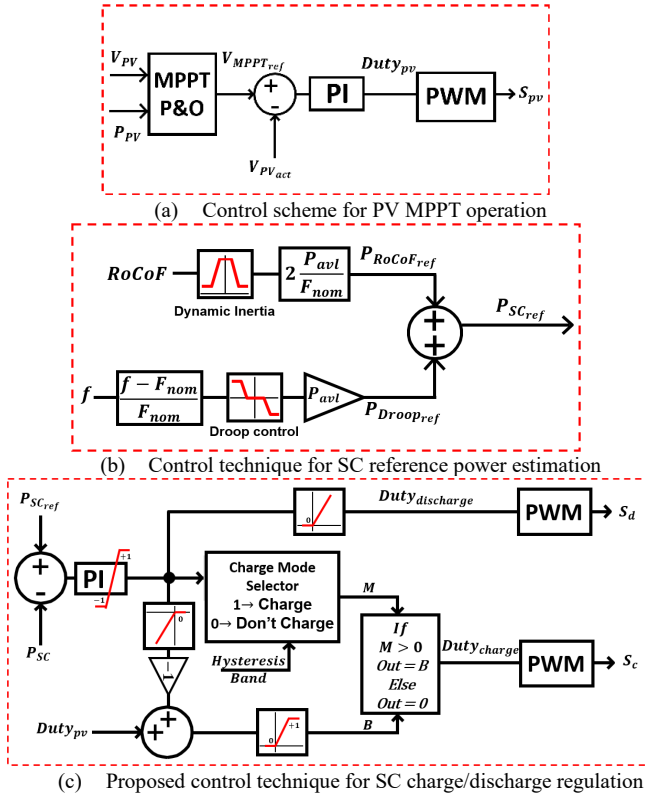 V_PV
P_PV
MPPT
P&O
V_MPPT_ref
+
-
V_PV_act
PI
Duty_pv
PWM
S_pv
(a) Control scheme for PV MPPT operation
RoCoF
Dynamic Inertia
2 P_avl / F_nom
P_RoCoF_ref
+
+
P_SC_ref
f
f − F_nom / F_nom
Droop control
P_avl
P_Droop_ref
(b) Control technique for SC reference power estimation
P_SC_ref
+
-
P_SC
PI
+1
−1
0
Duty_discharge
PWM
S_d
0
−1
Charge Mode
Selector
1→ Charge
0→ Don't Charge
Hysteresis
Band
M
If
M > 0
Out = B
Else
Out = 0
Duty_charge
PWM
S_c
Duty_pv
+
+
+1
0
B
(c) Proposed control technique for SC charge/discharge regulation